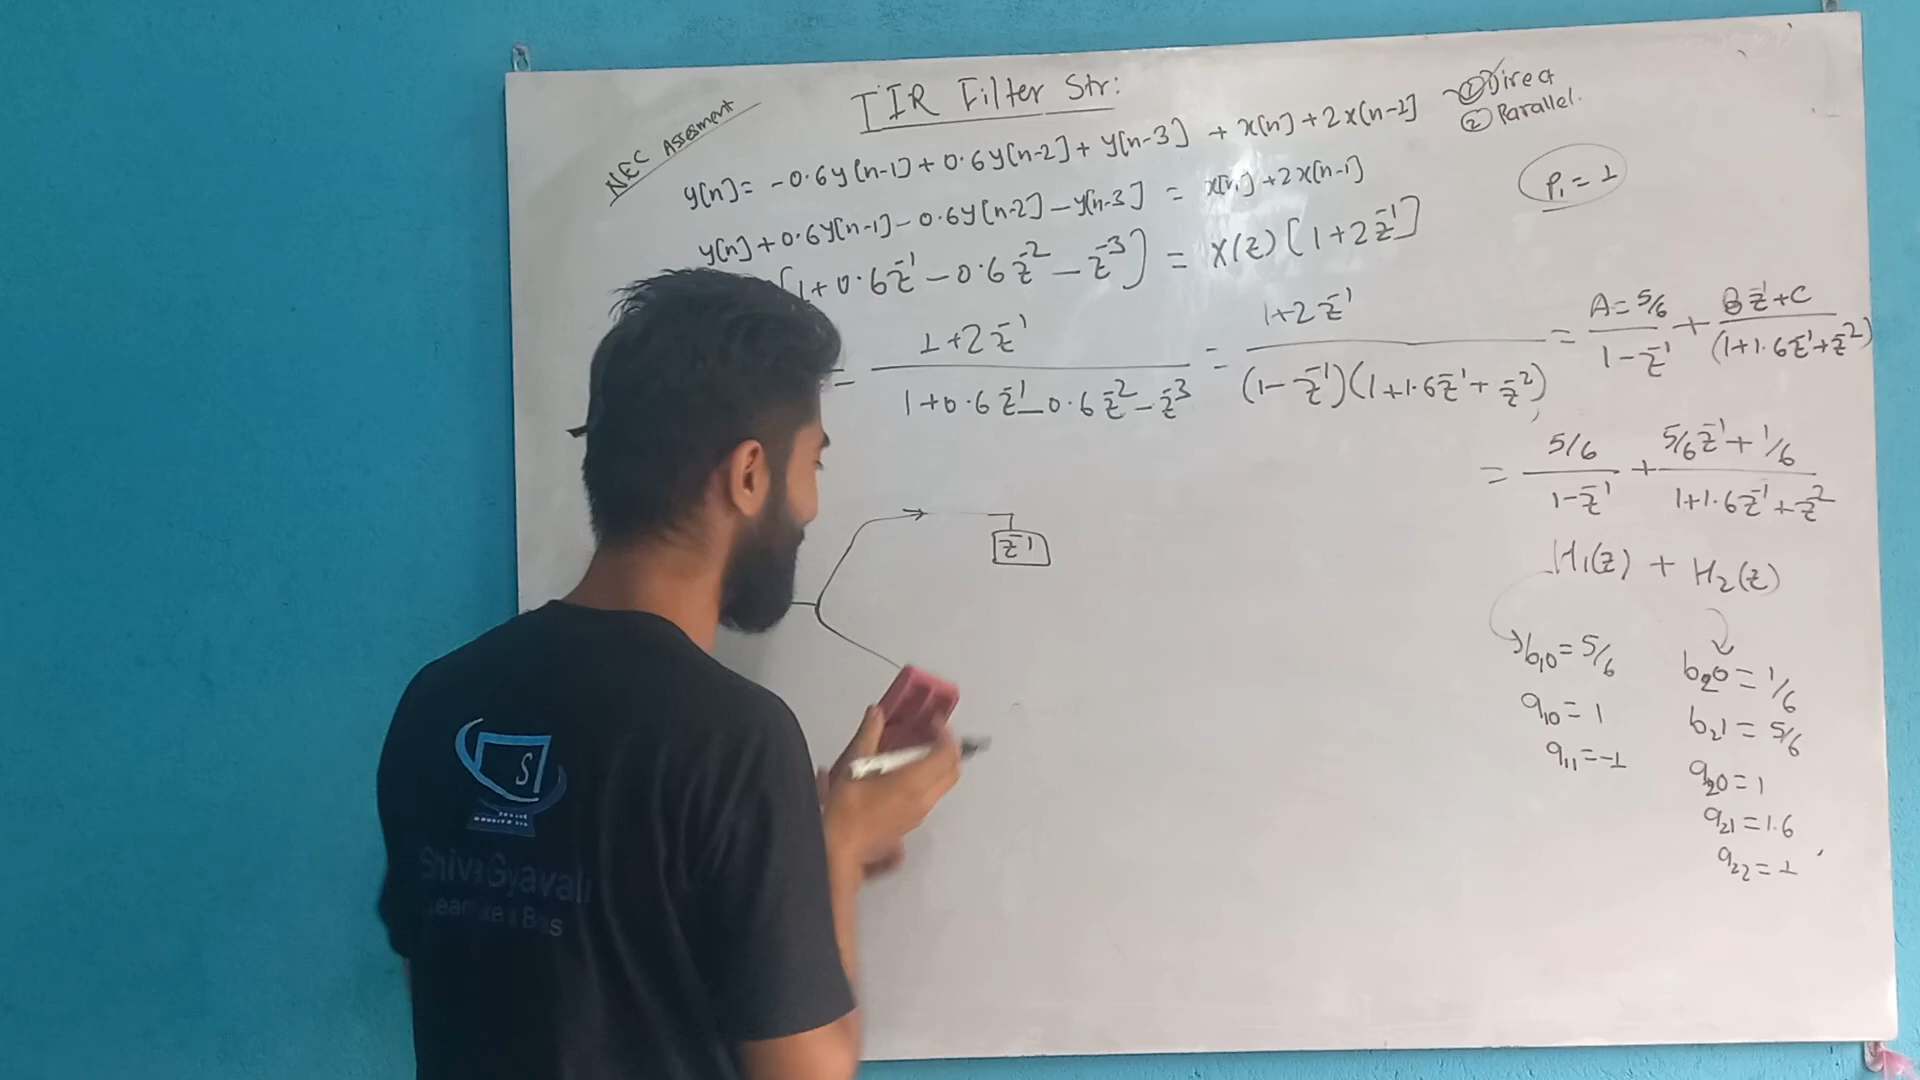 NEC Assesment
IIR Filter Str:
① Direct
② Parallel.
y[n] = -0.6y[n-1] + 0.6y[n-2] + y[n-3] + x[n] + 2x[n-1]
y[n] + 0.6y[n-1] - 0.6y[n-2] - y[n-3] = x[n] + 2x[n-1]
P₁ = 1
[1 + 0.6z⁻¹ - 0.6z⁻² - z⁻³] = X(z) [1 + 2z⁻¹]
= (1 + 2z⁻¹) / (1 + 0.6z⁻¹ - 0.6z⁻² - z⁻³) = (1 + 2z⁻¹) / ((1 - z⁻¹)(1 + 1.6z⁻¹ + z⁻²)) = (A = 5/6) / (1 - z⁻¹) + (Bz⁻¹ + C) / (1 + 1.6z⁻¹ + z⁻²)
= (5/6) / (1 - z⁻¹) + (5/6z⁻¹ + 1/6) / (1 + 1.6z⁻¹ + z⁻²)
H₁(z) + H₂(z)
z⁻¹
b₁₀ = 5/6
a₁₀ = 1
a₁₁ = -1
b₂₀ = 1/6
b₂₁ = 5/6
a₂₀ = 1
a₂₁ = 1.6
a₂₂ = 1
S
Shiva Gyawali